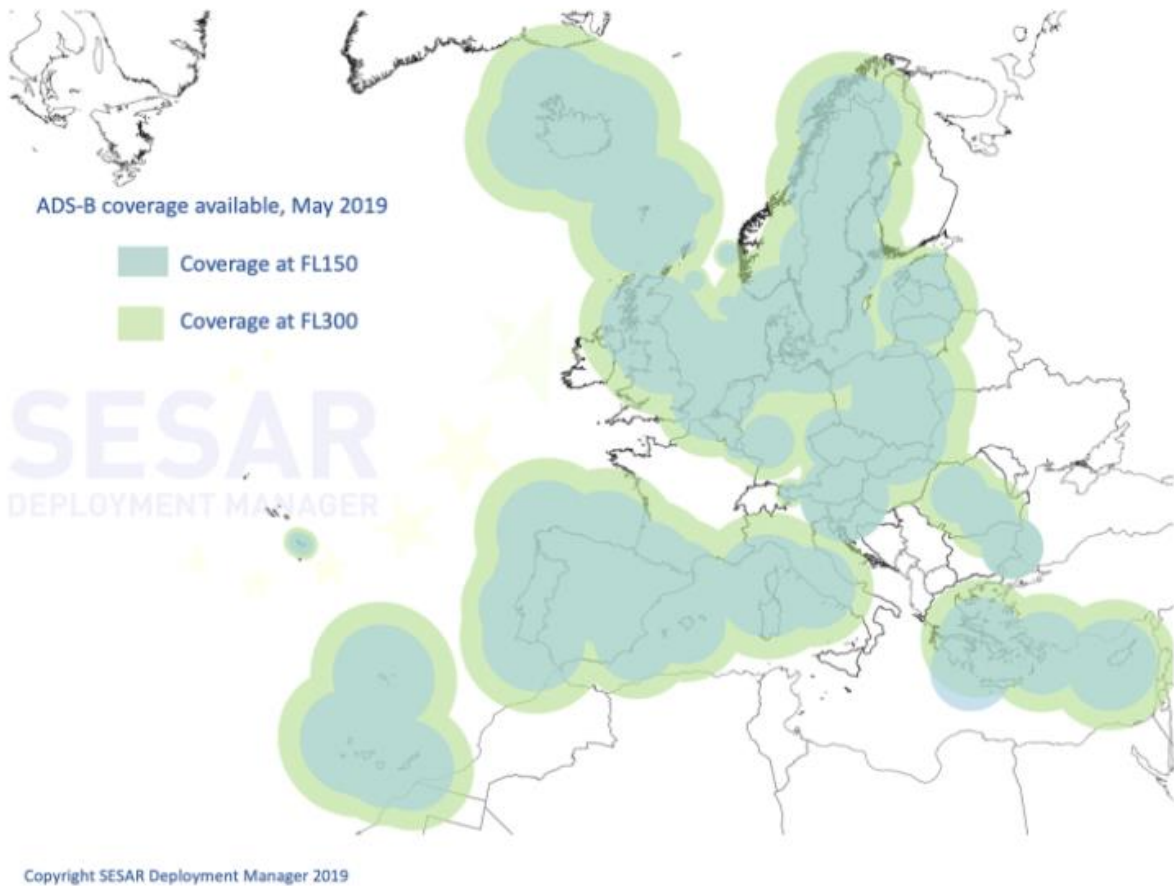 ADS-B coverage available, May 2019
Coverage at FL150
Coverage at FL300
SESAR
DEPLOYMENT MANAGER
Copyright SESAR Deployment Manager 2019